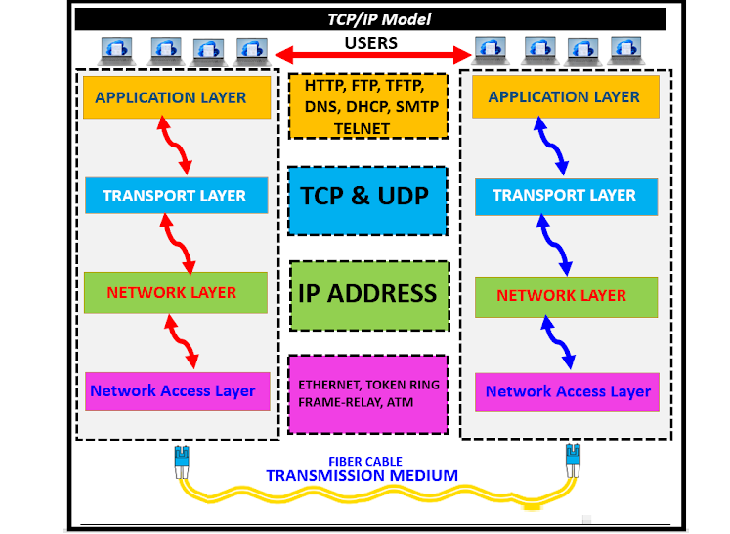 TCP/IP Model
USERS
APPLICATION LAYER
HTTP, FTP, TFTP,
DNS, DHCP, SMTP
TELNET
APPLICATION LAYER
TRANSPORT LAYER
TCP & UDP
TRANSPORT LAYER
NETWORK LAYER
IP ADDRESS
NETWORK LAYER
Network Access Layer
ETHERNET, TOKEN RING
FRAME-RELAY, ATM
Network Access Layer
FIBER CABLE
TRANSMISSION MEDIUM